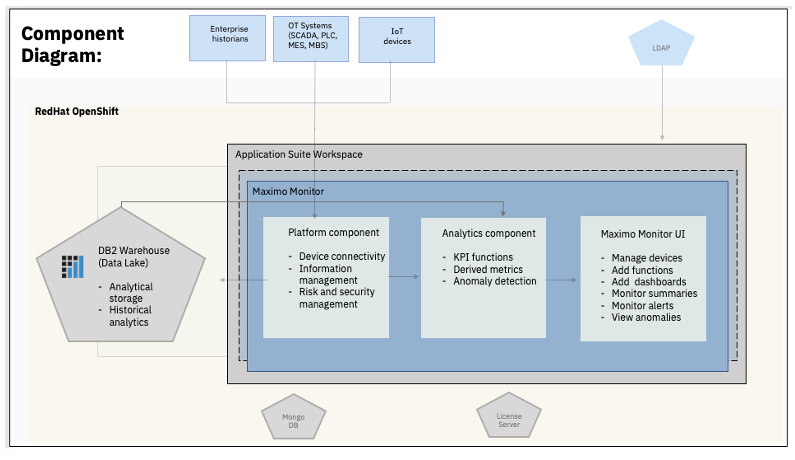 Component
Diagram:
Enterprise
historians
OT Systems
(SCADA, PLC,
MES, MBS)
IoT
devices
LDAP
RedHat OpenShift
Application Suite Workspace
Maximo Monitor
DB2 Warehouse
(Data Lake)
- Analytical
storage
- Historical
analytics
Platform component
- Device connectivity
- Information
management
- Risk and security
management
Analytics component
- KPI functions
- Derived metrics
- Anomaly detection
Maximo Monitor UI
- Manage devices
- Add functions
- Add dashboards
- Monitor summaries
- Monitor alerts
- View anomalies
Mongo
DB
License
Server